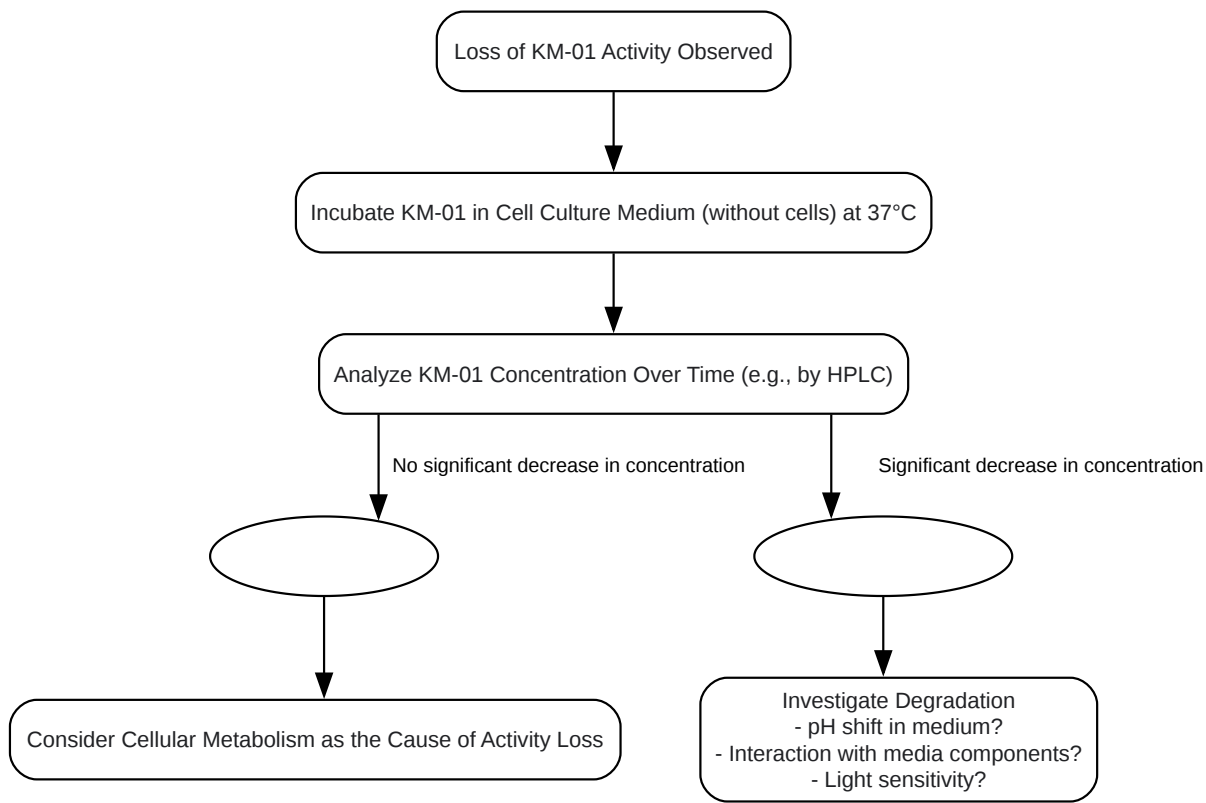 Loss of KM-01 Activity Observed
Incubate KM-01 in Cell Culture Medium (without cells) at 37°C
Analyze KM-01 Concentration Over Time (e.g., by HPLC)
No significant decrease in concentration
Significant decrease in concentration
Consider Cellular Metabolism as the Cause of Activity Loss
Investigate Degradation
- pH shift in medium?
- Interaction with media components?
- Light sensitivity?